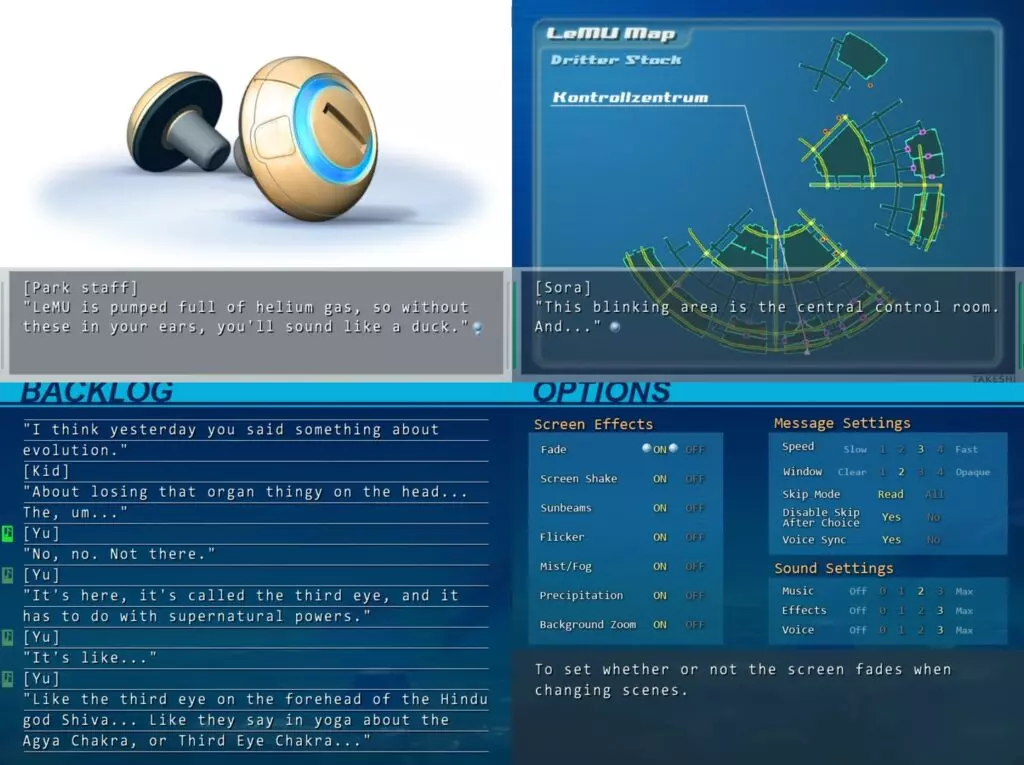 [Park staff]
"LeMU is pumped full of helium gas, so without
these in your ears, you'll sound like a duck."
LeMU Map
Dritter Stock
Kontrollzentrum
[Sora]
"This blinking area is the central control room.
And..."
TAKESHI
BACKLOG
"I think yesterday you said something about
evolution."
[Kid]
"About losing that organ thingy on the head...
The, um..."
[Yu]
"No, no. Not there."
[Yu]
"It's here, it's called the third eye, and it
has to do with supernatural powers."
[Yu]
"It's like..."
[Yu]
"Like the third eye on the forehead of the Hindu
god Shiva... Like they say in yoga about the
Agya Chakra, or Third Eye Chakra..."
OPTIONS
Screen Effects
Fade ON OFF
Screen Shake ON OFF
Sunbeams ON OFF
Flicker ON OFF
Mist/Fog ON OFF
Precipitation ON OFF
Background Zoom ON OFF
Message Settings
Speed Slow 1 2 3 4 Fast
Window Clear 1 2 3 4 Opaque
Skip Mode Read All
Disable Skip
After Choice Yes No
Voice Sync Yes No
Sound Settings
Music Off 0 1 2 3 Max
Effects Off 0 1 2 3 Max
Voice Off 0 1 2 3 Max
To set whether or not the screen fades when
changing scenes.